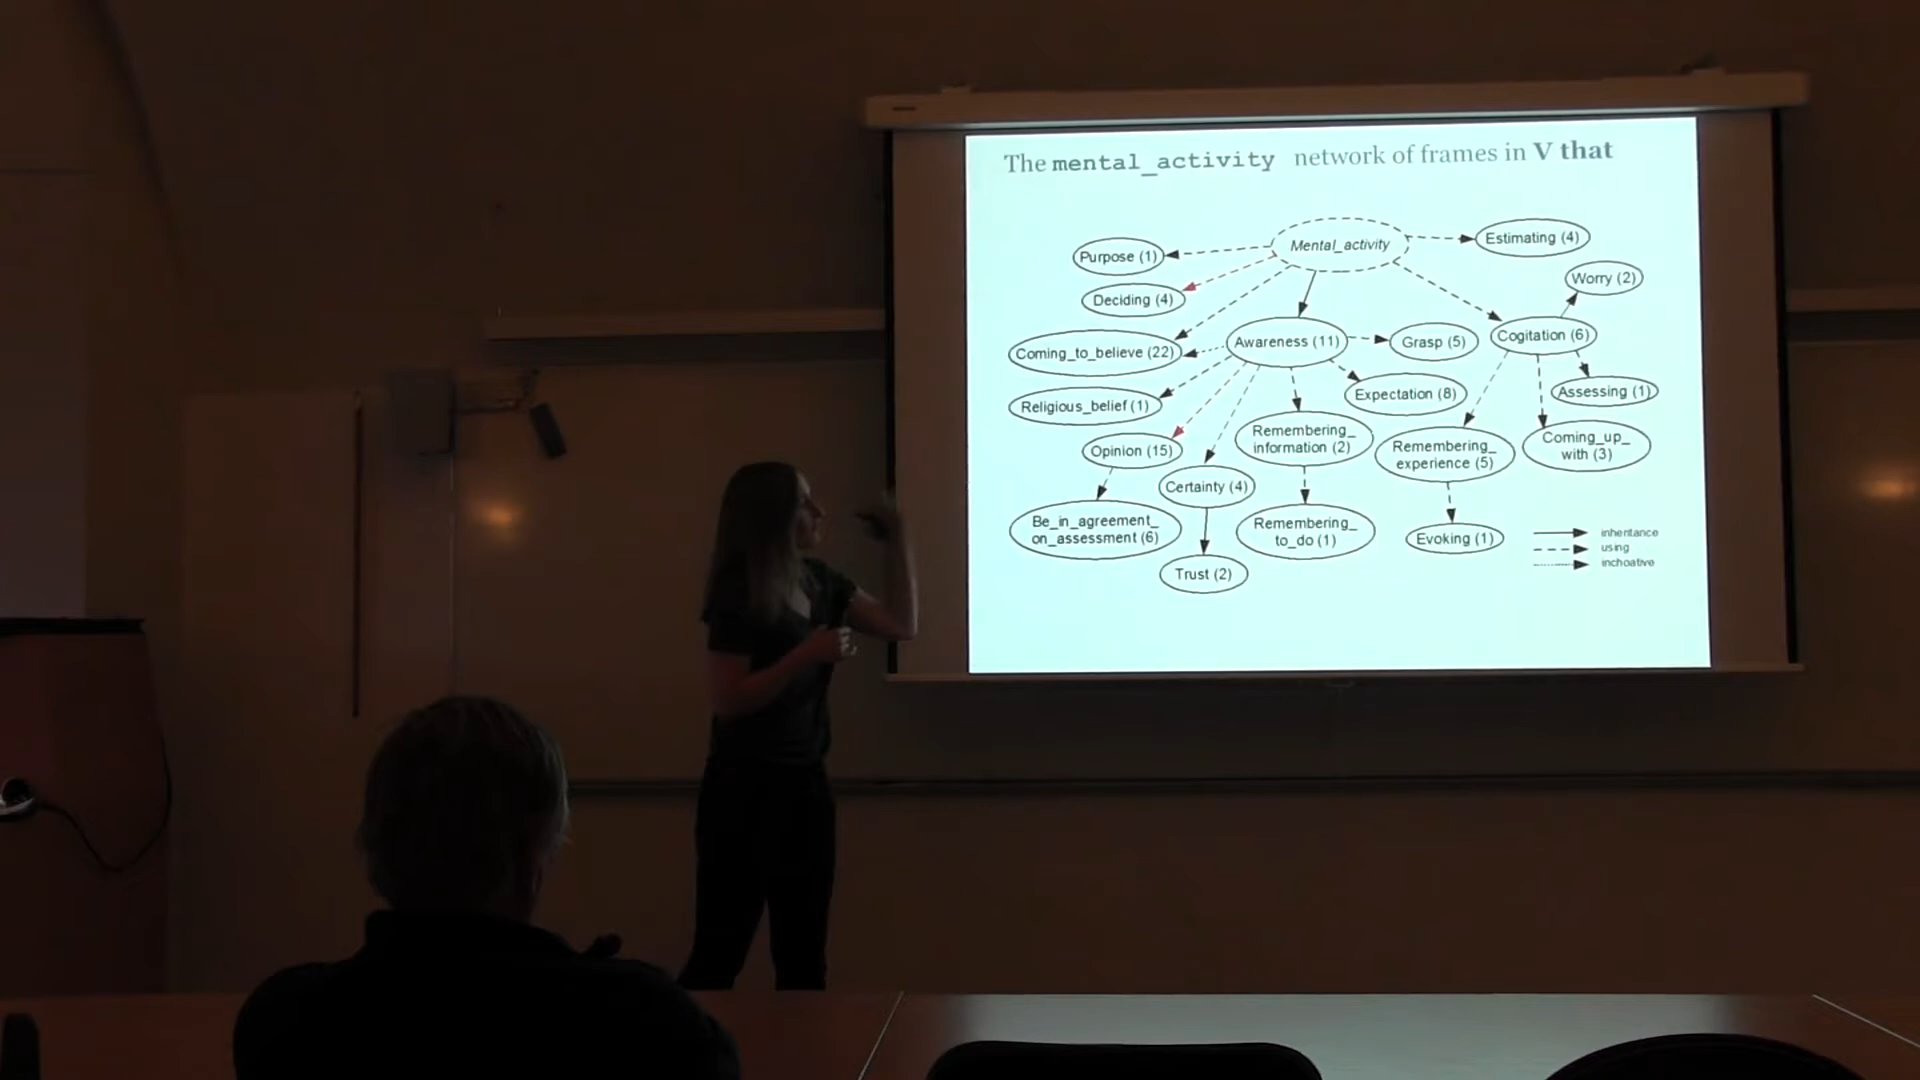 The mental_activity network of frames in V that
Mental_activity
Estimating (4)
Purpose (1)
Worry (2)
Deciding (4)
Coming_to_believe (22)
Awareness (11)
Grasp (5)
Cogitation (6)
Religious_belief (1)
Expectation (8)
Assessing (1)
Opinion (15)
Remembering_
information (2)
Remembering_
experience (5)
Coming_up_
with (3)
Certainty (4)
Be_in_agreement_
on_assessment (6)
Remembering_
to_do (1)
Evoking (1)
Trust (2)
inheritance
using
inchoative